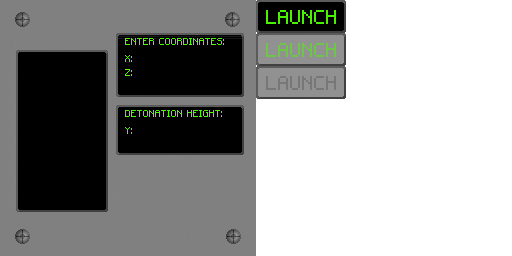 ENTER COORDINATES:
X:
Z:
DETONATION HEIGHT:
Y:
LAUNCH
LAUNCH
LAUNCH